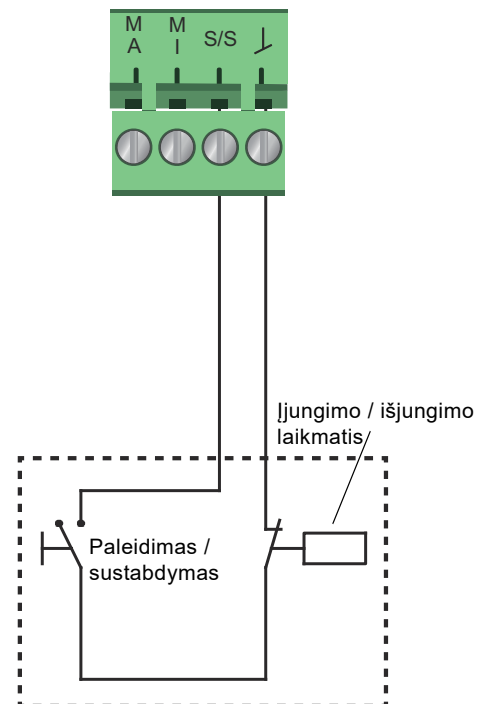 M M S/S
A I
Įjungimo / išjungimo
laikmatis
Paleidimas /
sustabdymas